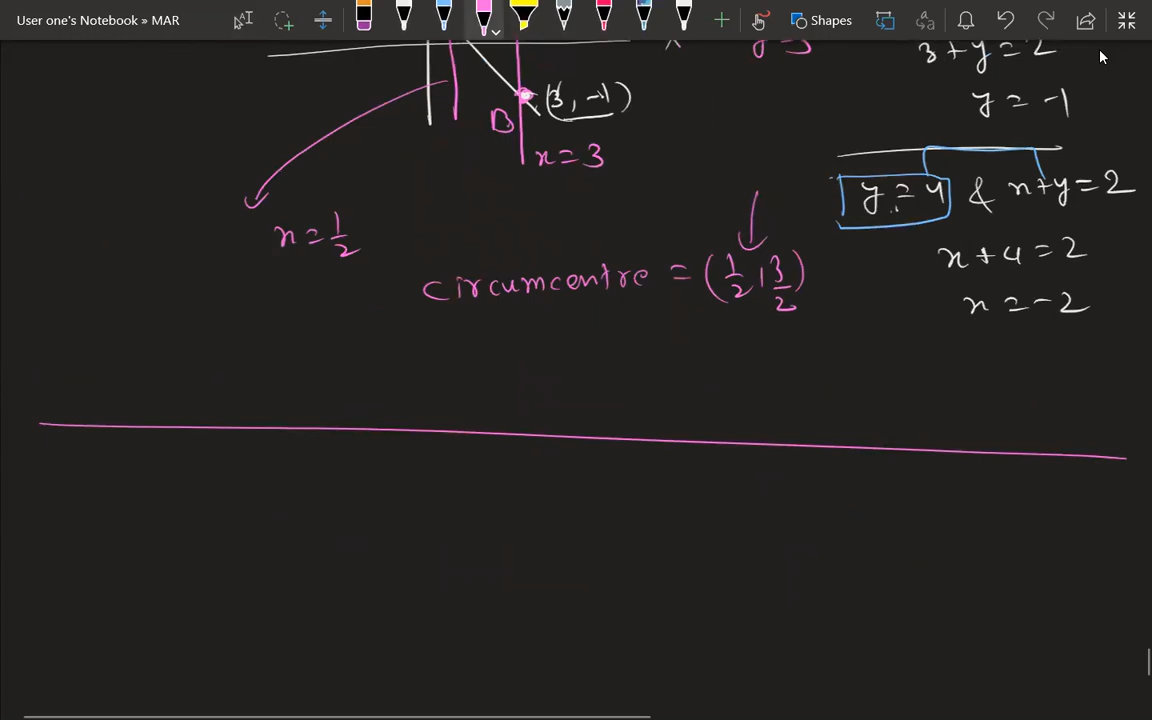 User one's Notebook » MAR
Shapes
3 + y = 2
(3, -1)
y = -1
B
x = 3
y = 4 & x + y = 2
x = 1/2
x + 4 = 2
circumcentre = (1/2, 3/2)
x = -2